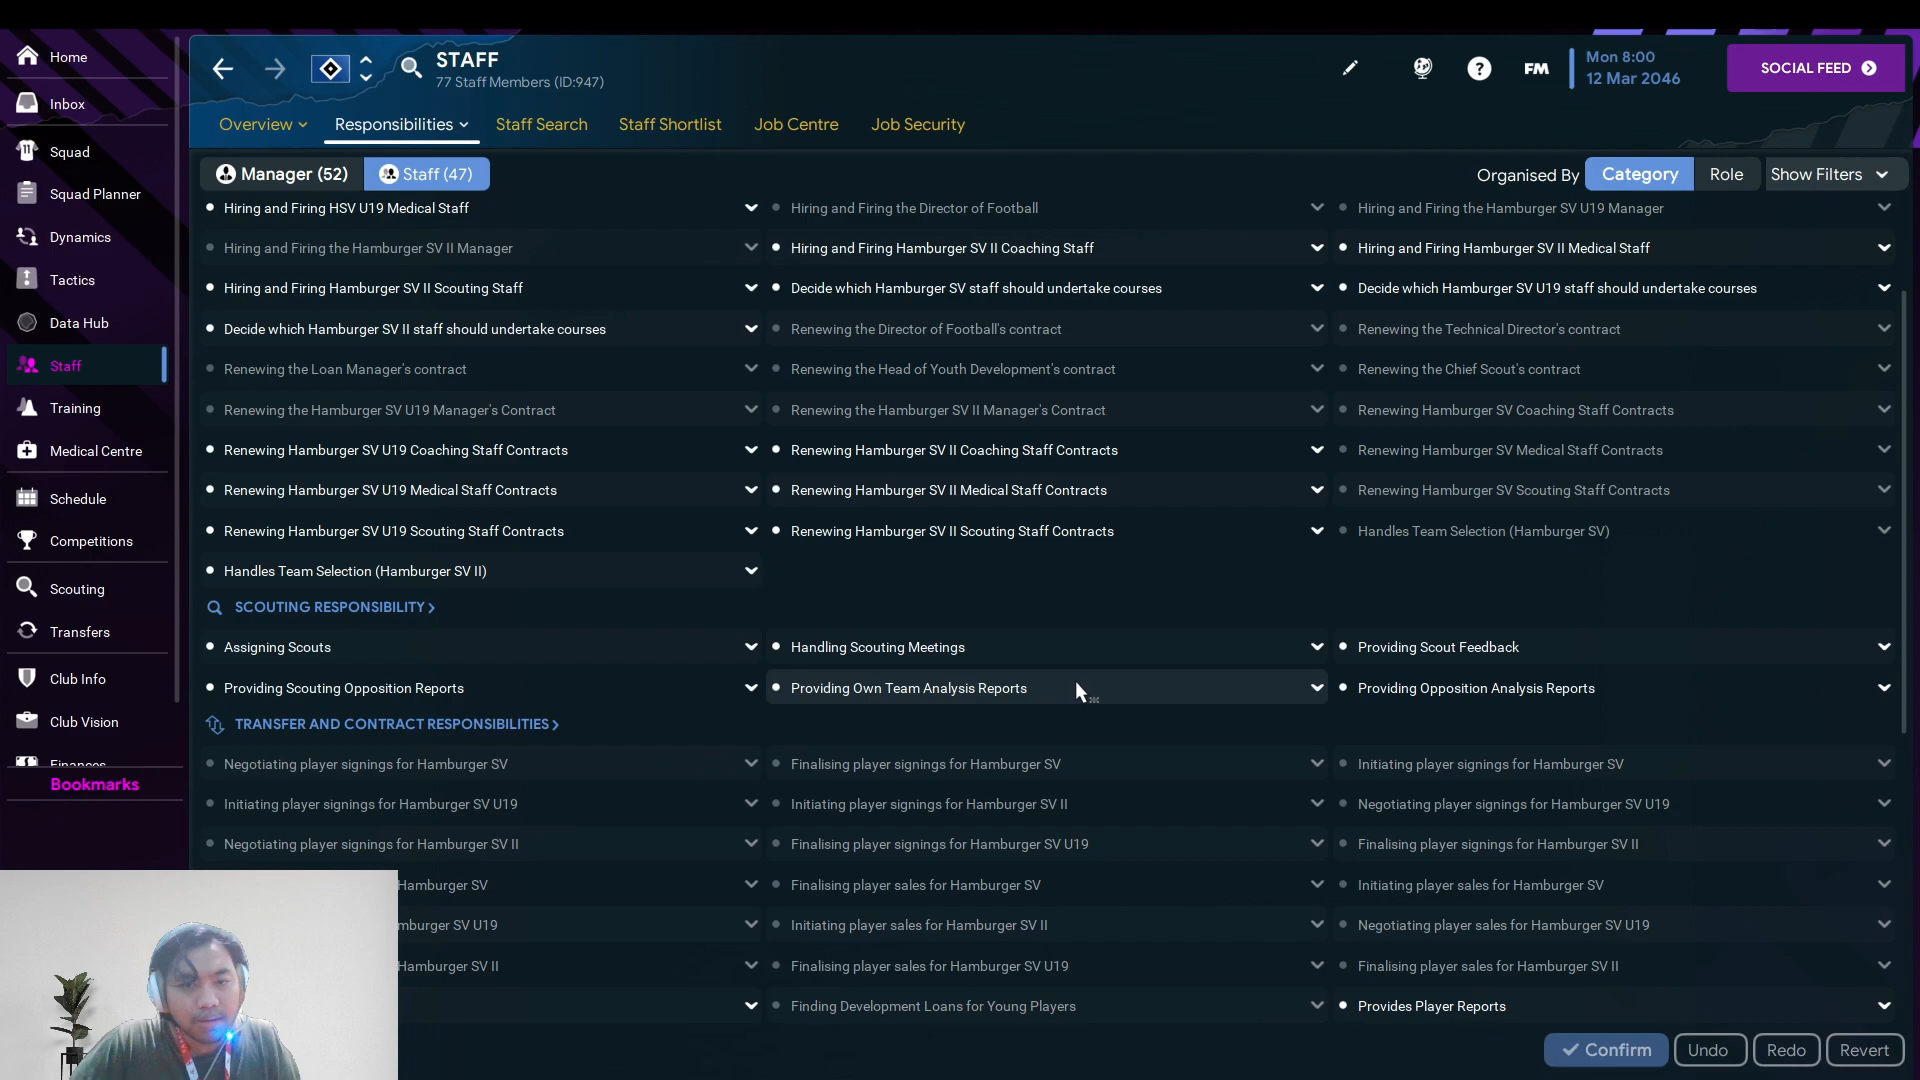 Home
Inbox
Squad
Squad Planner
Dynamics
Tactics
Data Hub
Staff
Training
Medical Centre
Schedule
Competitions
Scouting
Transfers
Club Info
Club Vision
Finances
Bookmarks
STAFF
77 Staff Members (ID:947)
FM
Mon 8:00
12 Mar 2046
SOCIAL FEED
Overview Responsibilities Staff Search Staff Shortlist Job Centre Job Security
Manager (52) Staff (47) Organised By Category Role Show Filters
Hiring and Firing HSV U19 Medical Staff Hiring and Firing the Director of Football Hiring and Firing the Hamburger SV U19 Manager
Hiring and Firing the Hamburger SV II Manager Hiring and Firing Hamburger SV II Coaching Staff Hiring and Firing Hamburger SV II Medical Staff
Hiring and Firing Hamburger SV II Scouting Staff Decide which Hamburger SV staff should undertake courses Decide which Hamburger SV U19 staff should undertake courses
Decide which Hamburger SV II staff should undertake courses Renewing the Director of Football's contract Renewing the Technical Director's contract
Renewing the Loan Manager's contract Renewing the Head of Youth Development's contract Renewing the Chief Scout's contract
Renewing the Hamburger SV U19 Manager's Contract Renewing the Hamburger SV II Manager's Contract Renewing Hamburger SV Coaching Staff Contracts
Renewing Hamburger SV U19 Coaching Staff Contracts Renewing Hamburger SV II Coaching Staff Contracts Renewing Hamburger SV Medical Staff Contracts
Renewing Hamburger SV U19 Medical Staff Contracts Renewing Hamburger SV II Medical Staff Contracts Renewing Hamburger SV Scouting Staff Contracts
Renewing Hamburger SV U19 Scouting Staff Contracts Renewing Hamburger SV II Scouting Staff Contracts Handles Team Selection (Hamburger SV)
Handles Team Selection (Hamburger SV II)
SCOUTING RESPONSIBILITY
Assigning Scouts Handling Scouting Meetings Providing Scout Feedback
Providing Scouting Opposition Reports Providing Own Team Analysis Reports Providing Opposition Analysis Reports
TRANSFER AND CONTRACT RESPONSIBILITIES
Negotiating player signings for Hamburger SV Finalising player signings for Hamburger SV Initiating player signings for Hamburger SV
Initiating player signings for Hamburger SV U19 Initiating player signings for Hamburger SV II Negotiating player signings for Hamburger SV U19
Negotiating player signings for Hamburger SV II Finalising player signings for Hamburger SV U19 Finalising player signings for Hamburger SV II
Hamburger SV Finalising player sales for Hamburger SV Initiating player sales for Hamburger SV
mburger SV U19 Initiating player sales for Hamburger SV II Negotiating player sales for Hamburger SV U19
Hamburger SV II Finalising player sales for Hamburger SV U19 Finalising player sales for Hamburger SV II
Finding Development Loans for Young Players Provides Player Reports
Confirm Undo Redo Revert